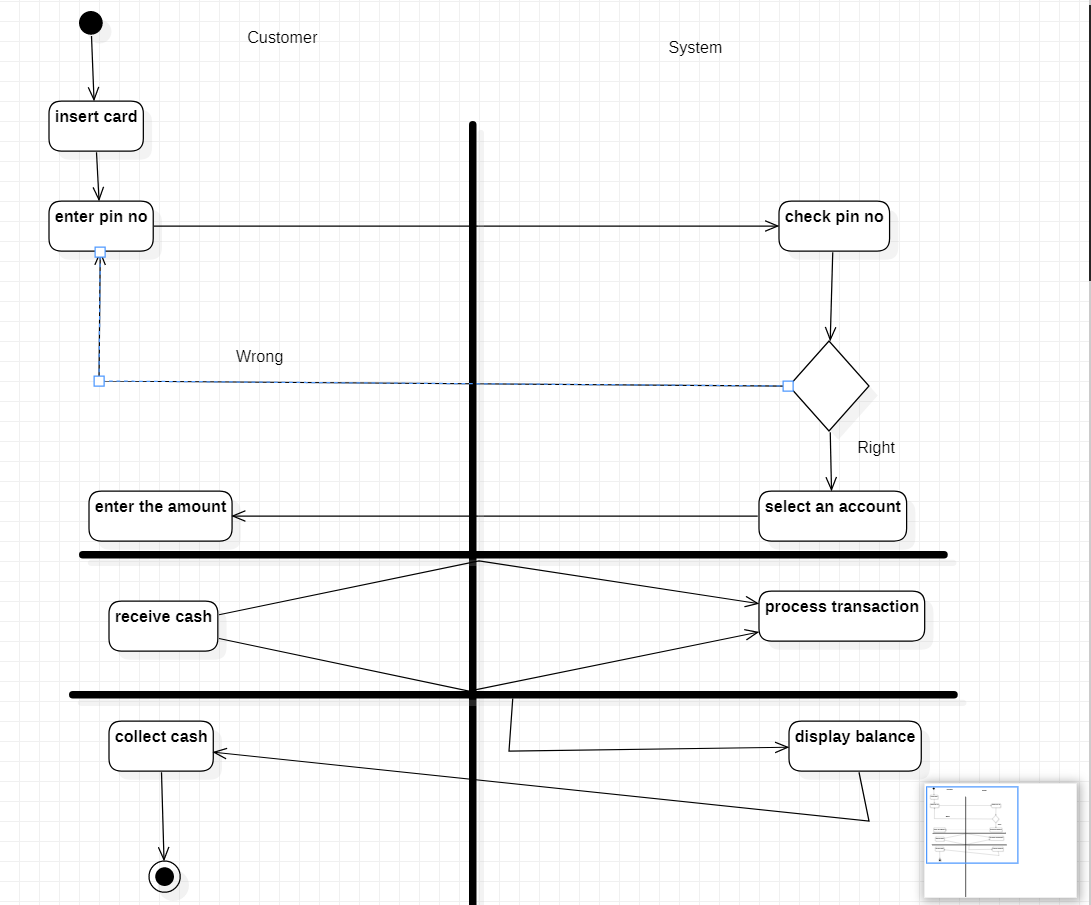 Customer
System
insert card
enter pin no
check pin no
Wrong
Right
enter the amount
select an account
receive cash
process transaction
collect cash
display balance